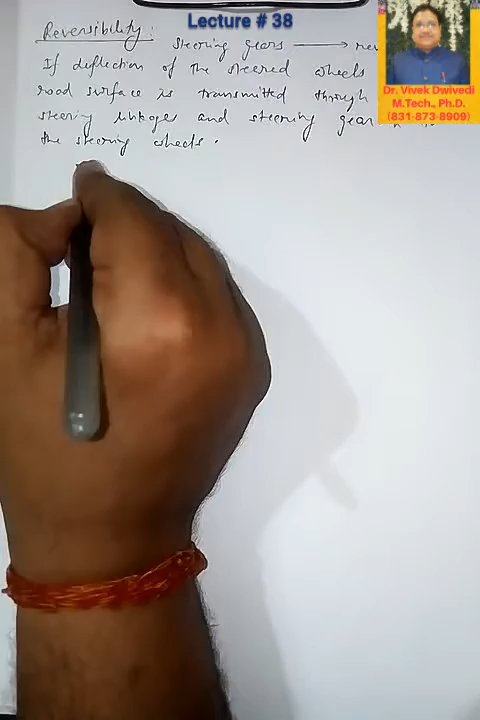 Lecture # 38
Reversibility : Steering gears → rev
If deflection of the steered wheels
road surface is transmitted through
steering linkages and steering gear
the steering wheels .
Dr. Vivek Dwivedi
M.Tech., Ph.D.
(831-873-8909)